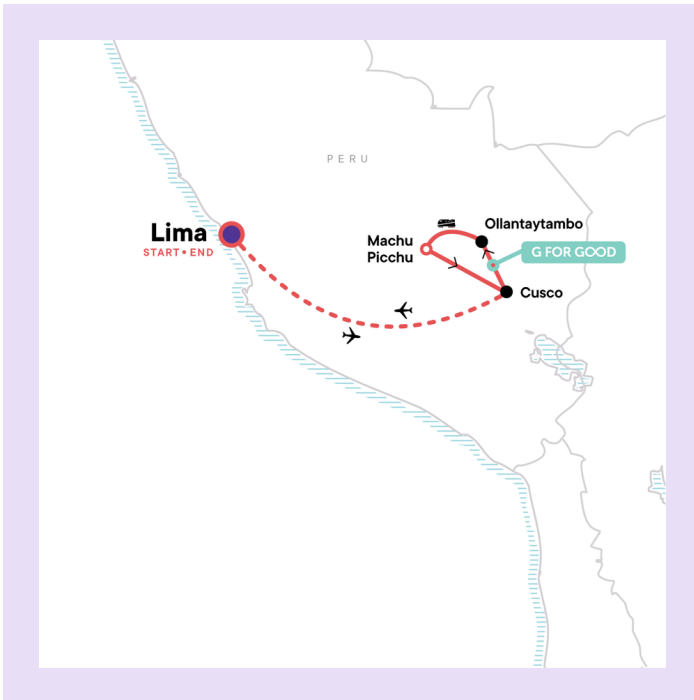 PERU
Lima
START • END
Machu
Picchu
Ollantaytambo
G FOR GOOD
Cusco